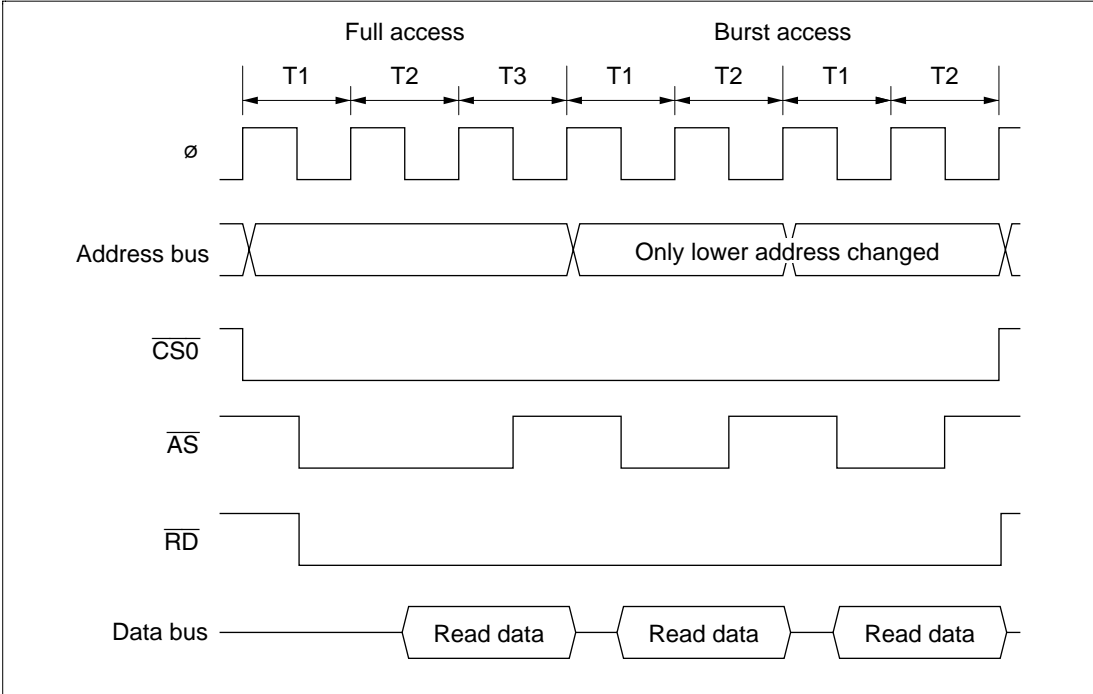 Full access Burst access
T1 T2 T3 T1 T2 T1 T2
ø
Address bus Only lower address changed
CS0
AS
RD
Data bus Read data Read data Read data